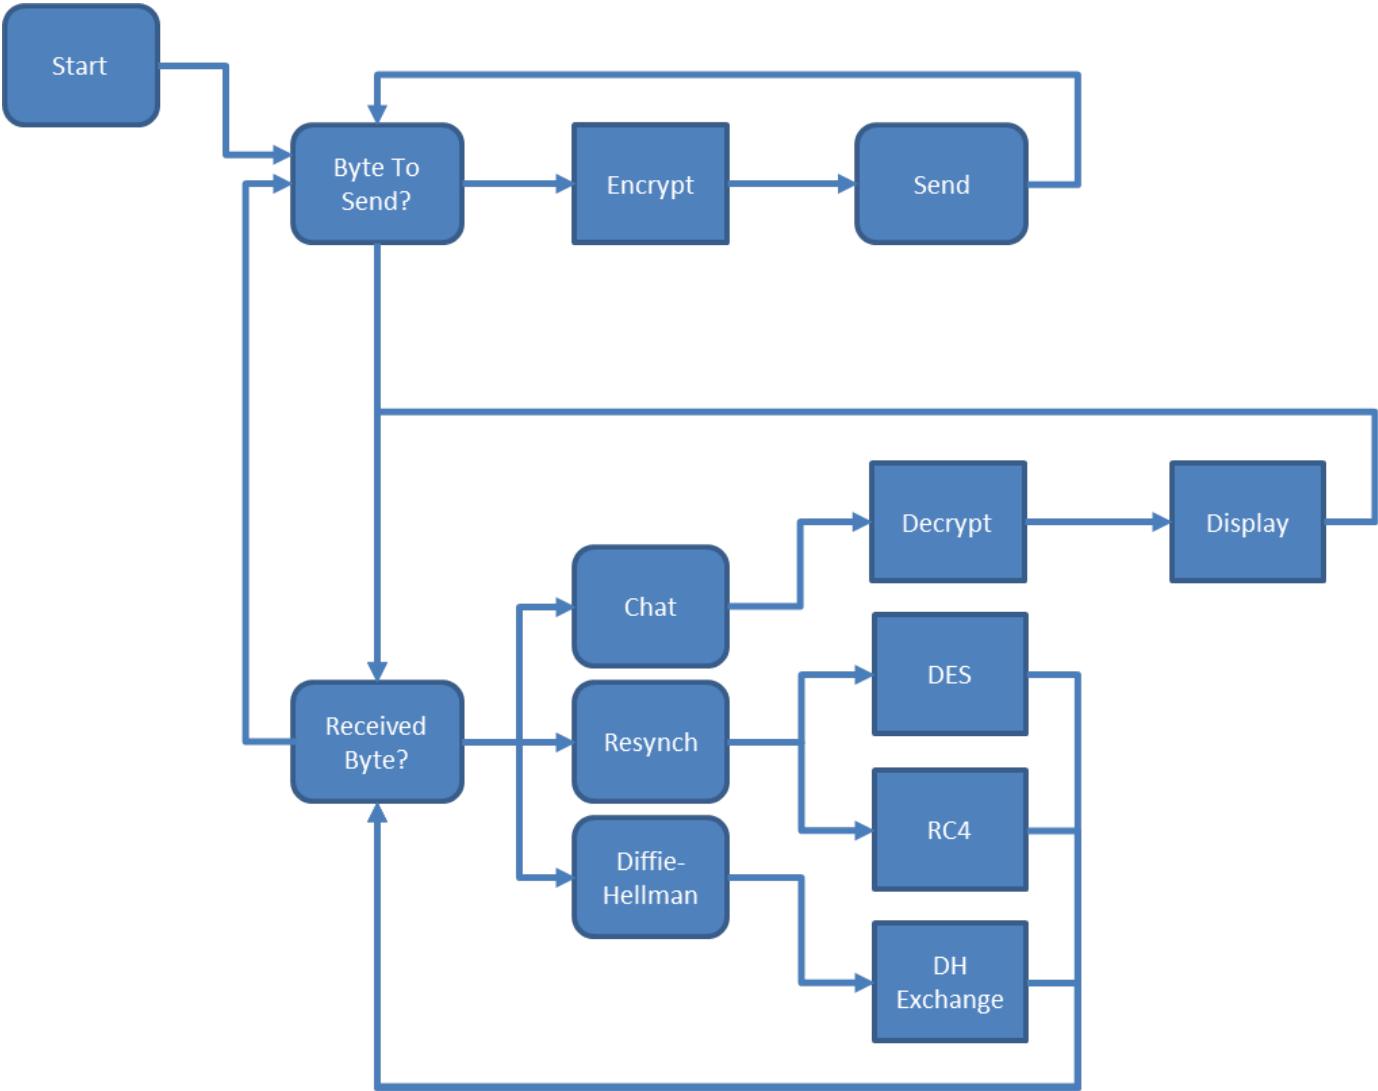 Start
Byte To
Send?
Encrypt
Send
Decrypt
Display
Chat
DES
Received
Byte?
Resynch
RC4
Diffie-
Hellman
DH
Exchange